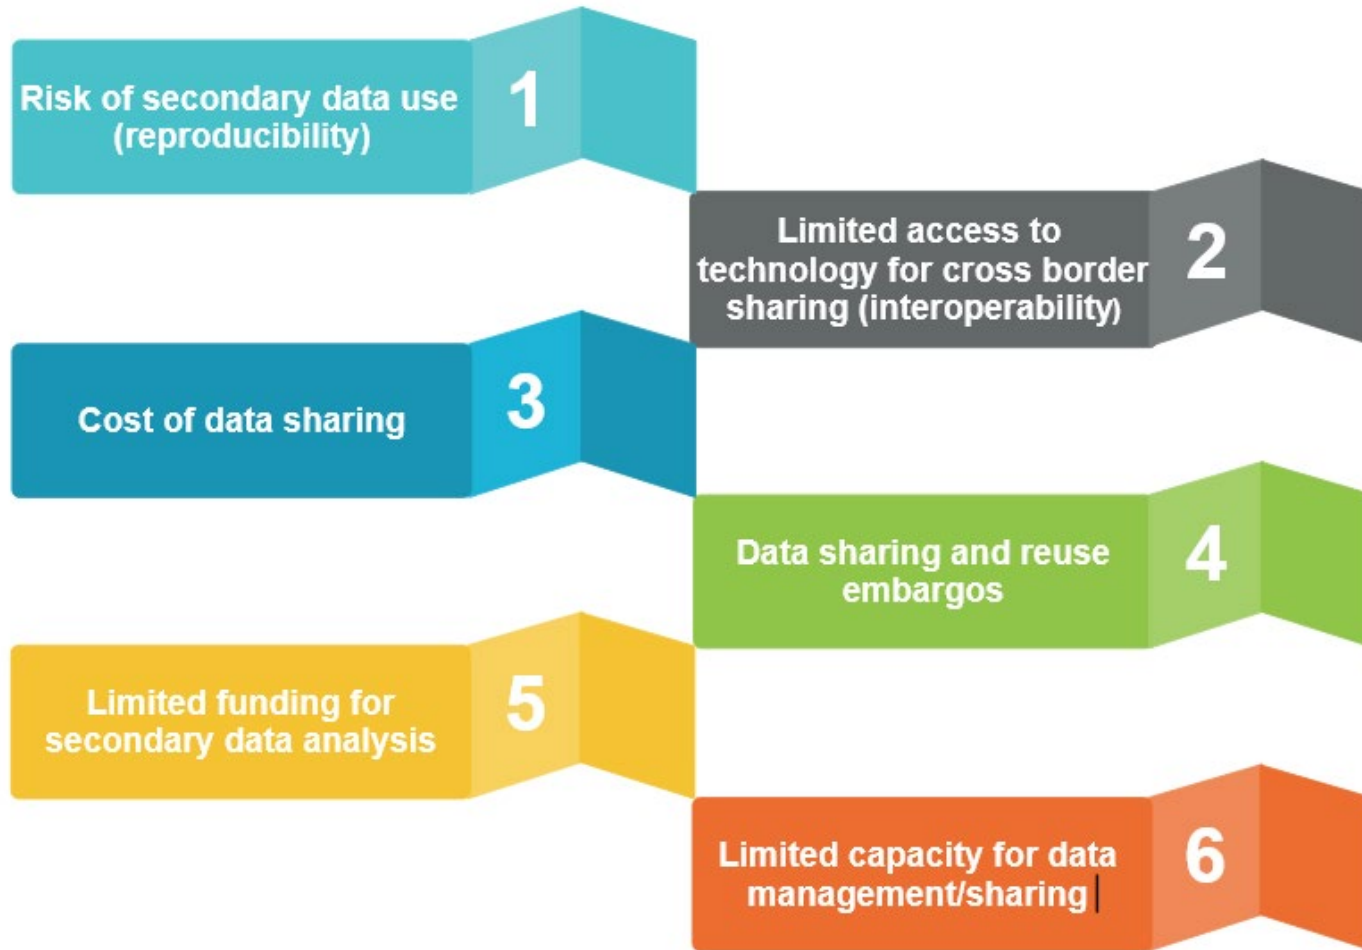 Risk of secondary data use
(reproducibility)
1
Limited access to
technology for cross border
sharing (interoperability)
2
Cost of data sharing
3
Data sharing and reuse
embargos
4
Limited funding for
secondary data analysis
5
Limited capacity for data
management/sharing
6